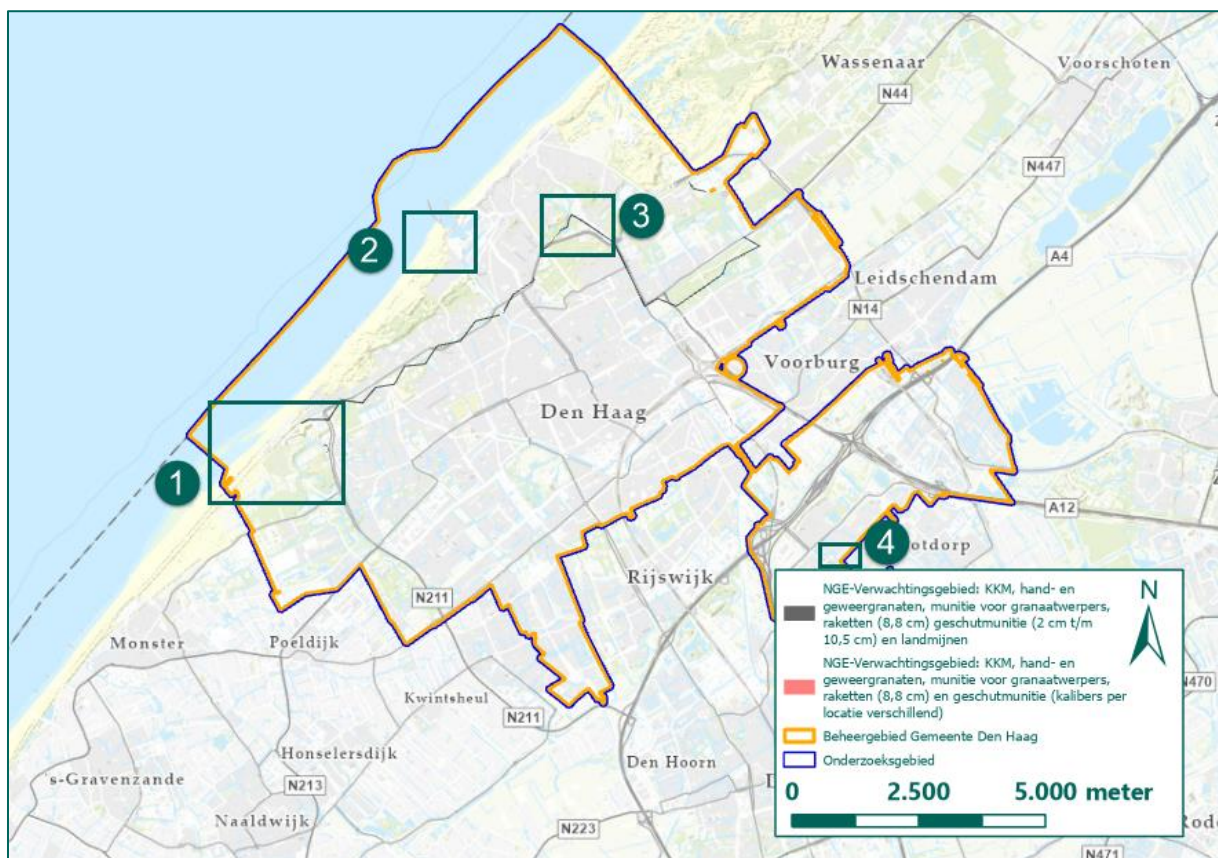 Wassenaar
Voorschoten
N44
N447
3
2
A4
Leidschendam
N14
Voorburg
Den Haag
1
A12
4
otdorp
Rijswijk
N211
Monster
Poeldijk
Kwintsheul
N211
Honselersdijk
's-Gravenzande
N213
Den Hoorn
Naaldwijk
N223
N470
Rode
N471
NGE-Verwachtingsgebied: KKM, hand- en
geweergranaten, munitie voor granaatwerpers,
raketten (8,8 cm) geschutmunitie (2 cm t/m
10,5 cm) en landmijnen
N
NGE-Verwachtingsgebied: KKM, hand- en
geweergranaten, munitie voor granaatwerpers,
raketten (8,8 cm) en geschutmunitie (kalibers per
locatie verschillend)
Beheergebied Gemeente Den Haag
Onderzoeksgebied
0 2.500 5.000 meter